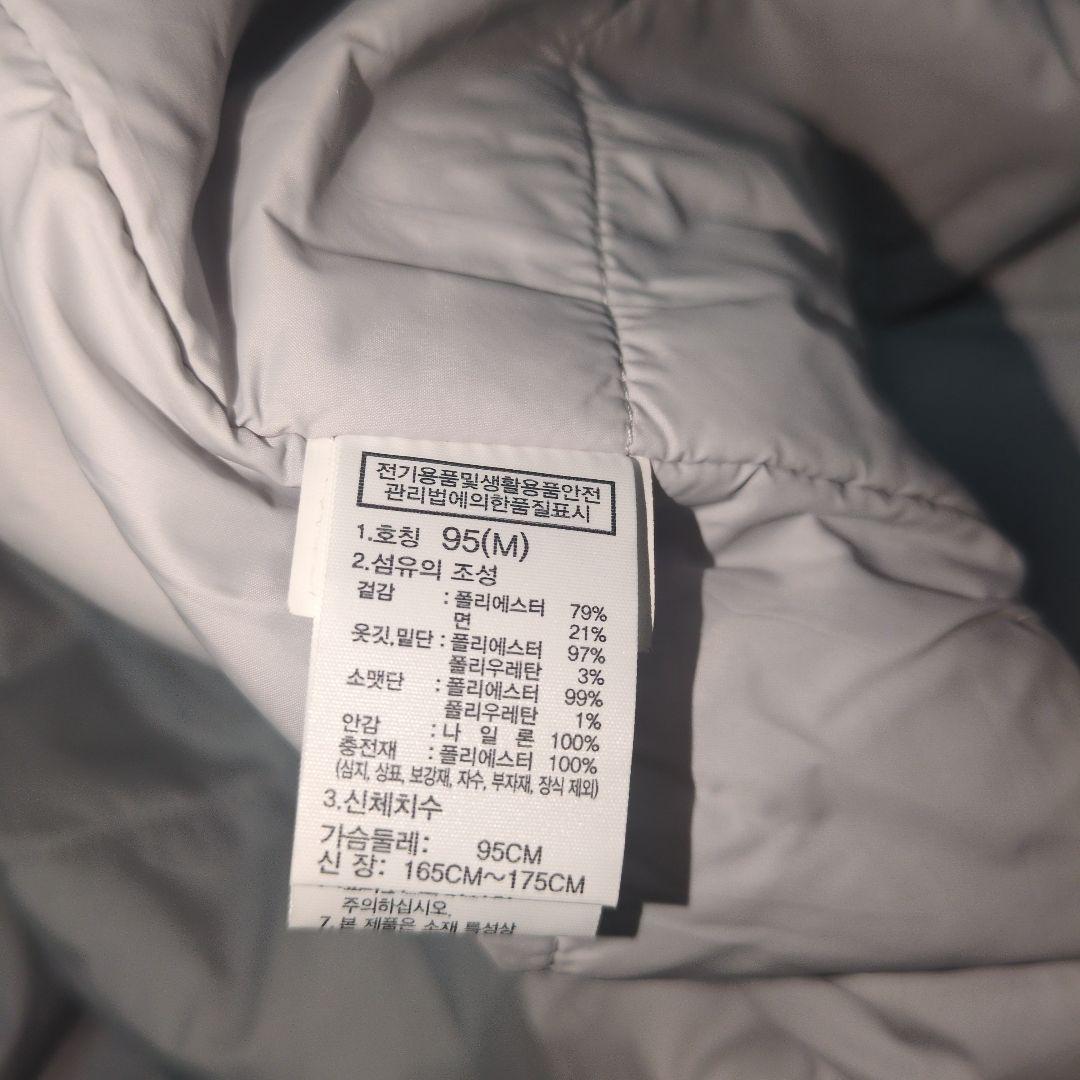 전기용품및생활용품안전
관리법에의한품질표시
1.호칭 95(M)
2.섬유의 조성
겉감 : 폴리에스터 79%
면 21%
옷깃,밑단 : 폴리에스터 97%
폴리우레탄 3%
소맷단 : 폴리에스터 99%
폴리우레탄 1%
안감 : 나 일 론 100%
충전재 : 폴리에스터 100%
(심지, 상표, 보강재, 자수, 부자재, 장식 제외)
3.신체치수
가슴둘레: 95CM
신 장: 165CM~175CM
주의하십시오.
7. 본 제품은 소재 특성상